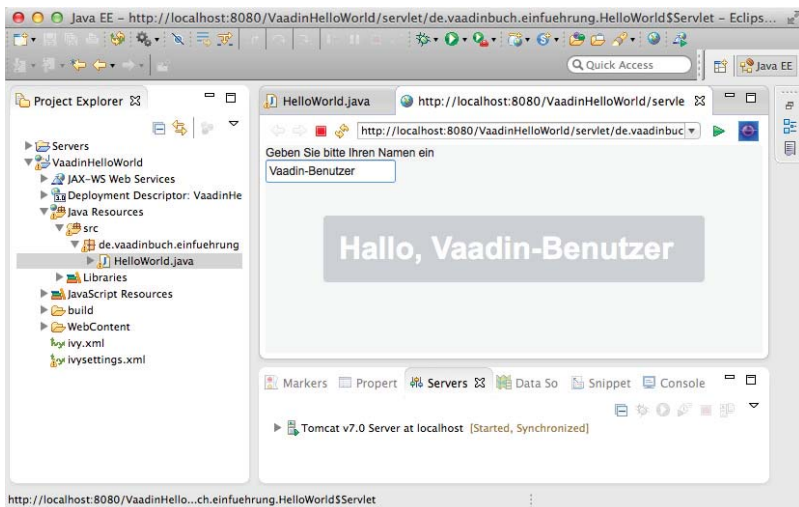 Java EE – http://localhost:8080/VaadinHelloWorld/servlet/de.vaadinbuch.einfuehrung.HelloWorld$Servlet – Eclips...
Quick Access
Java EE
Project Explorer
Servers
VaadinHelloWorld
JAX-WS Web Services
Deployment Descriptor: VaadinHe
Java Resources
src
de.vaadinbuch.einfuehrung
HelloWorld.java
Libraries
JavaScript Resources
build
WebContent
ivy.xml
ivysettings.xml
HelloWorld.java
http://localhost:8080/VaadinHelloWorld/servle
http://localhost:8080/VaadinHelloWorld/servlet/de.vaadinbuc
Geben Sie bitte Ihren Namen ein
Vaadin-Benutzer
Hallo, Vaadin-Benutzer
Markers Propert Servers Data So Snippet Console
Tomcat v7.0 Server at localhost [Started, Synchronized]
http://localhost:8080/VaadinHello...ch.einfuehrung.HelloWorld$Servlet